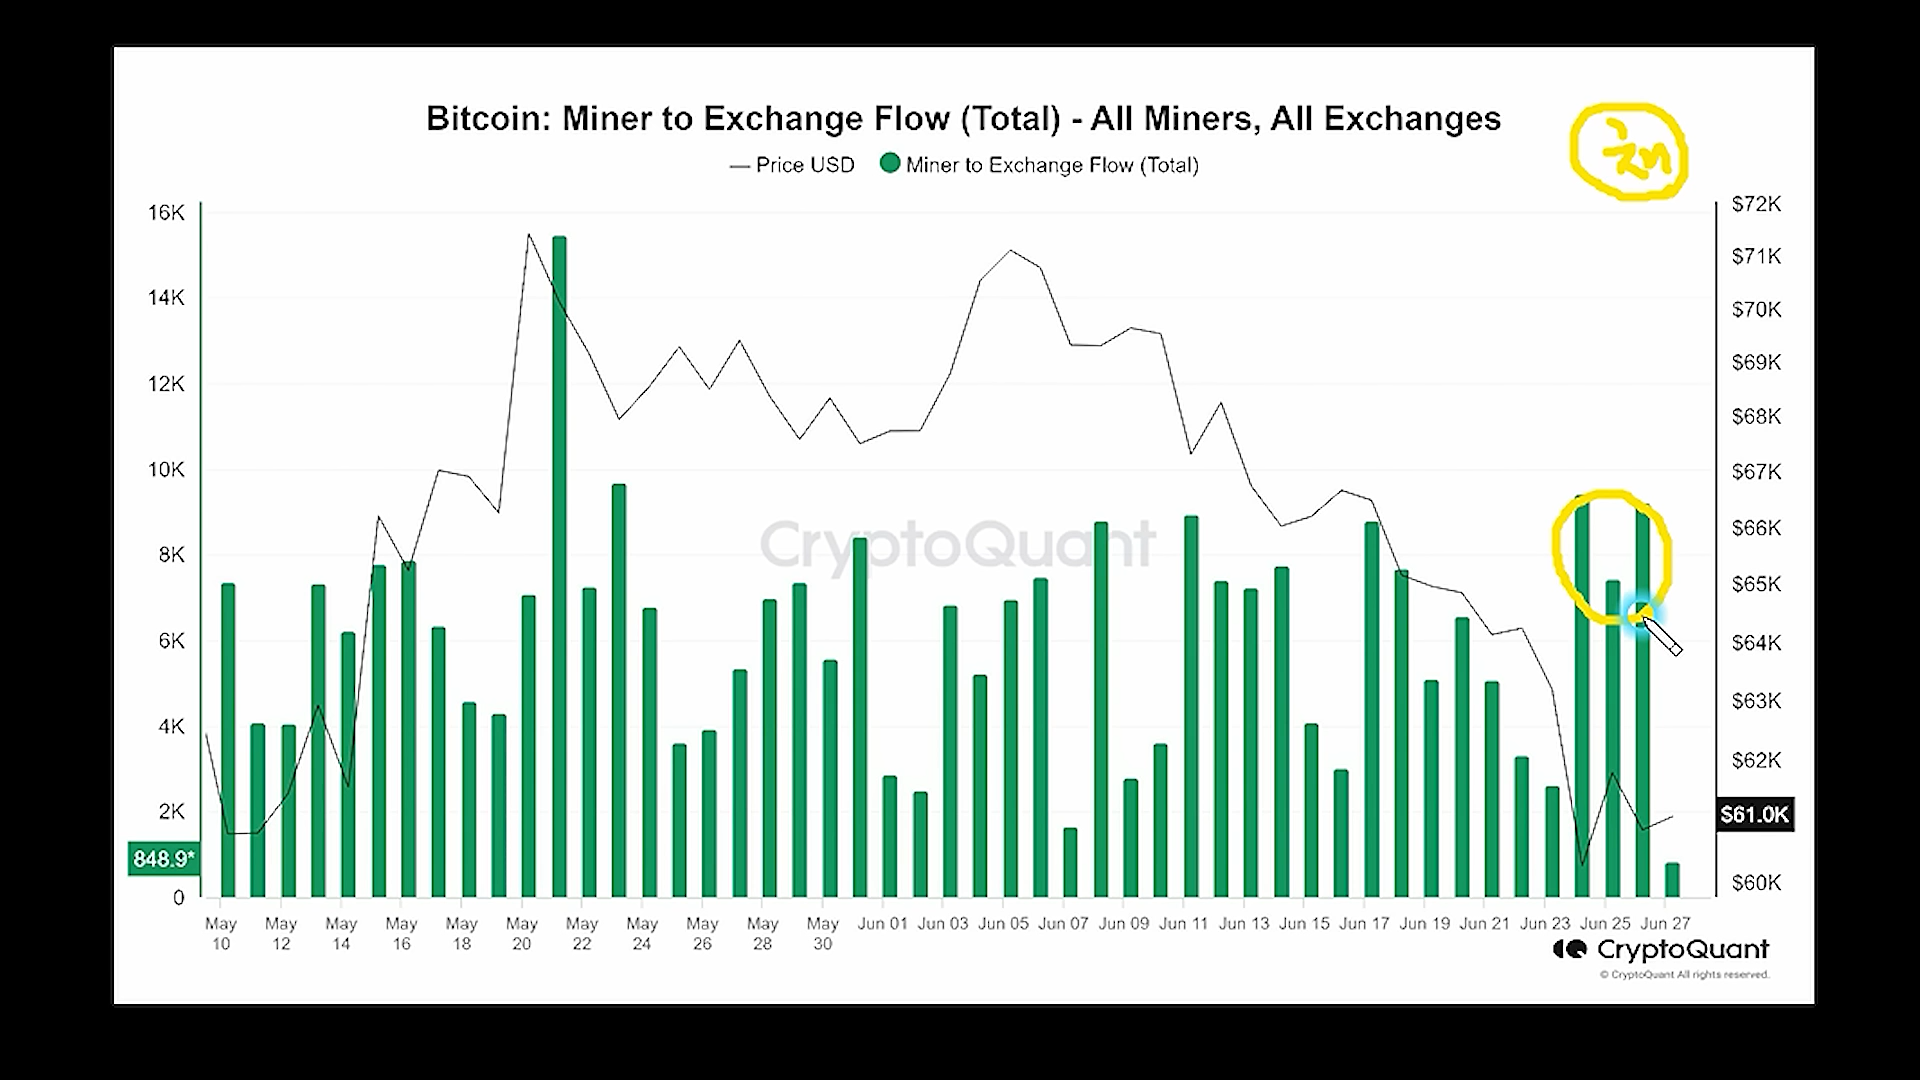 Bitcoin: Miner to Exchange Flow (Total) - All Miners, All Exchanges
Price USD Miner to Exchange Flow (Total)
16K
14K
12K
10K
8K
6K
4K
2K
848.9*
0
$72K
$71K
$70K
$69K
$68K
$67K
$66K
$65K
$64K
$63K
$62K
$61.0K
$60K
CryptoQuant
May 10
May 12
May 14
May 16
May 18
May 20
May 22
May 24
May 26
May 28
May 30
Jun 01
Jun 03
Jun 05
Jun 07
Jun 09
Jun 11
Jun 13
Jun 15
Jun 17
Jun 19
Jun 21
Jun 23
Jun 25
Jun 27
CryptoQuant
© CryptoQuant All rights reserved.